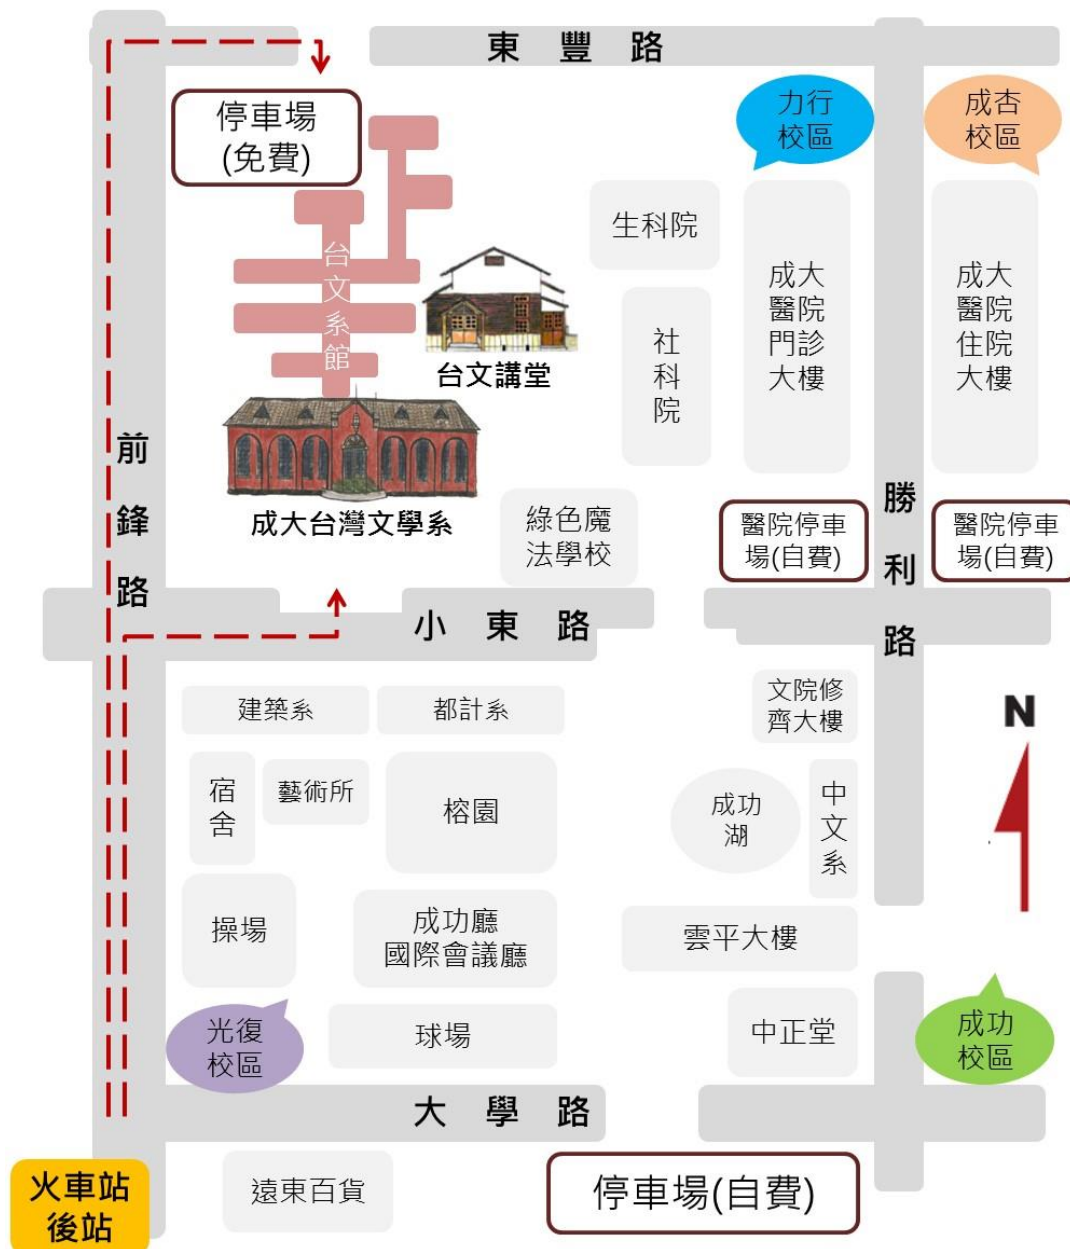 東豐路
停車場
(免費)
力行
校區
成杏
校區
台文系館
生科院
成大
醫院
門診
大樓
成大
醫院
住院
大樓
社科院
台文講堂
前鋒路
成大台灣文學系
綠色魔
法學校
醫院停車
場(自費)
勝利路
醫院停車
場(自費)
小東路
建築系
都計系
文院修
齊大樓
N
宿舍
藝術所
榕園
成功
湖
中文系
操場
成功廳
國際會議廳
雲平大樓
光復
校區
球場
中正堂
成功
校區
大學路
火車站
後站
遠東百貨
停車場(自費)